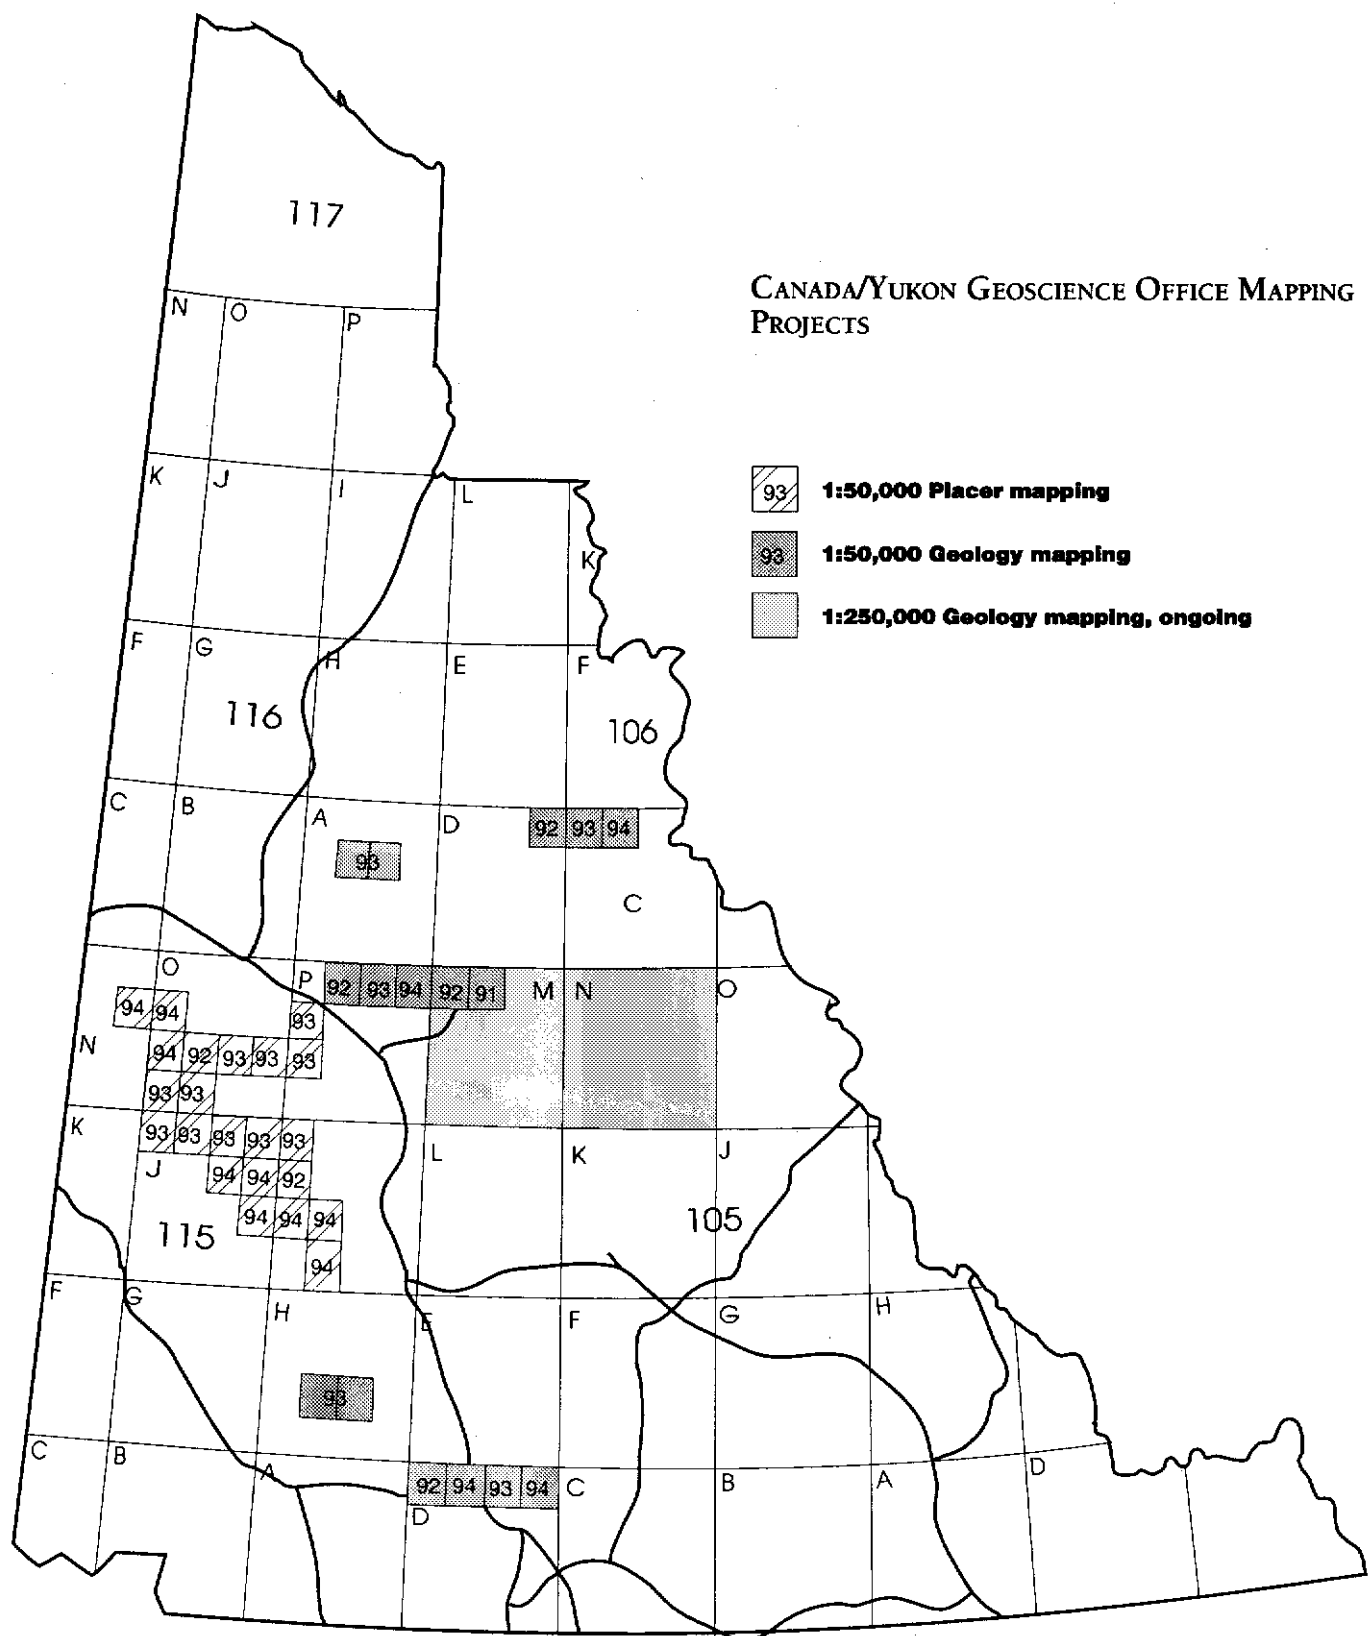 117
CANADA/YUKON GEOSCIENCE OFFICE MAPPING
PROJECTS
N O P
93 1:50,000 Placer mapping
93 1:50,000 Geology mapping
1:250,000 Geology mapping, ongoing
K J I L
K
F G H E F
116 106
C B A D
92 93 94
93
C
O P
92 93 94 92 91 M N O
94 94 93
N
94 92 93 93 93
93 93
K
93 93 93 93 93
J L K J
94 94 92
115 94 94 94 105
94
F G H E F G H
93
C B A C B A D
92 94 93 94
D